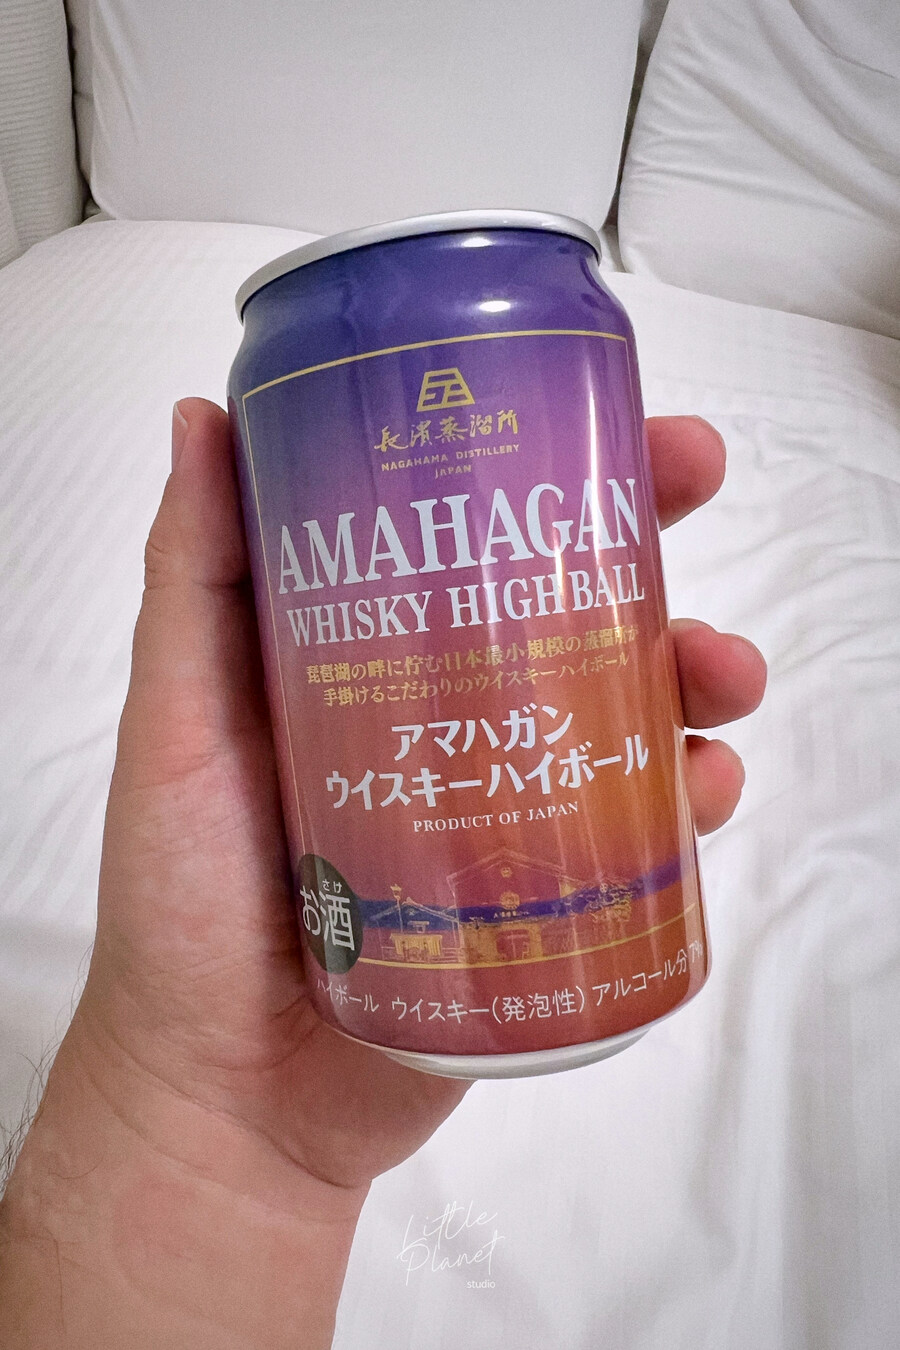 長濱蒸溜所
NAGAHAMA DISTILLERY
JAPAN
AMAHAGAN
WHISKY HIGHBALL
琵琶湖の畔に佇む日本最小規模の蒸溜所が
手掛けるこだわりのウイスキーハイボール
アマハガン
ウイスキーハイボール
PRODUCT OF JAPAN
さけ
お酒
ハイボール ウイスキー(発泡性) アルコール分7%
Little
Planet
studio